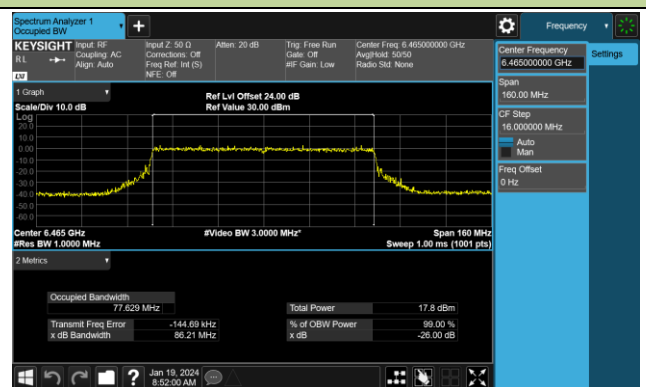 Spectrum Analyzer 1
Occupied BW
Frequency
KEYSIGHT
R L
Input: RF
Coupling: AC
Align: Auto
Input Z: 50 Ω
Corrections: Off
Freq Ref: Int (S)
NFE: Off
Atten: 20 dB
Trig: Free Run
Gate: Off
#IF Gain: Low
Center Freq: 6.465000000 GHz
Avg|Hold: 50/50
Radio Std: None
Center Frequency
6.465000000 GHz
Settings
Span
160.00 MHz
CF Step
16.000000 MHz
Auto
Man
Freq Offset
0 Hz
1 Graph
Scale/Div 10.0 dB
Ref Lvl Offset 24.00 dB
Ref Value 30.00 dBm
Log
20.0
10.0
0.00
-10.0
-20.0
-30.0
-40.0
-50.0
-60.0
Center 6.465 GHz
#Res BW 1.0000 MHz
#Video BW 3.0000 MHz*
Span 160 MHz
Sweep 1.00 ms (1001 pts)
2 Metrics
Occupied Bandwidth
77.629 MHz
Total Power 17.8 dBm
Transmit Freq Error -144.69 kHz
% of OBW Power 99.00 %
x dB Bandwidth 86.21 MHz
x dB -26.00 dB
?
Jan 19, 2024
8:52:00 AM